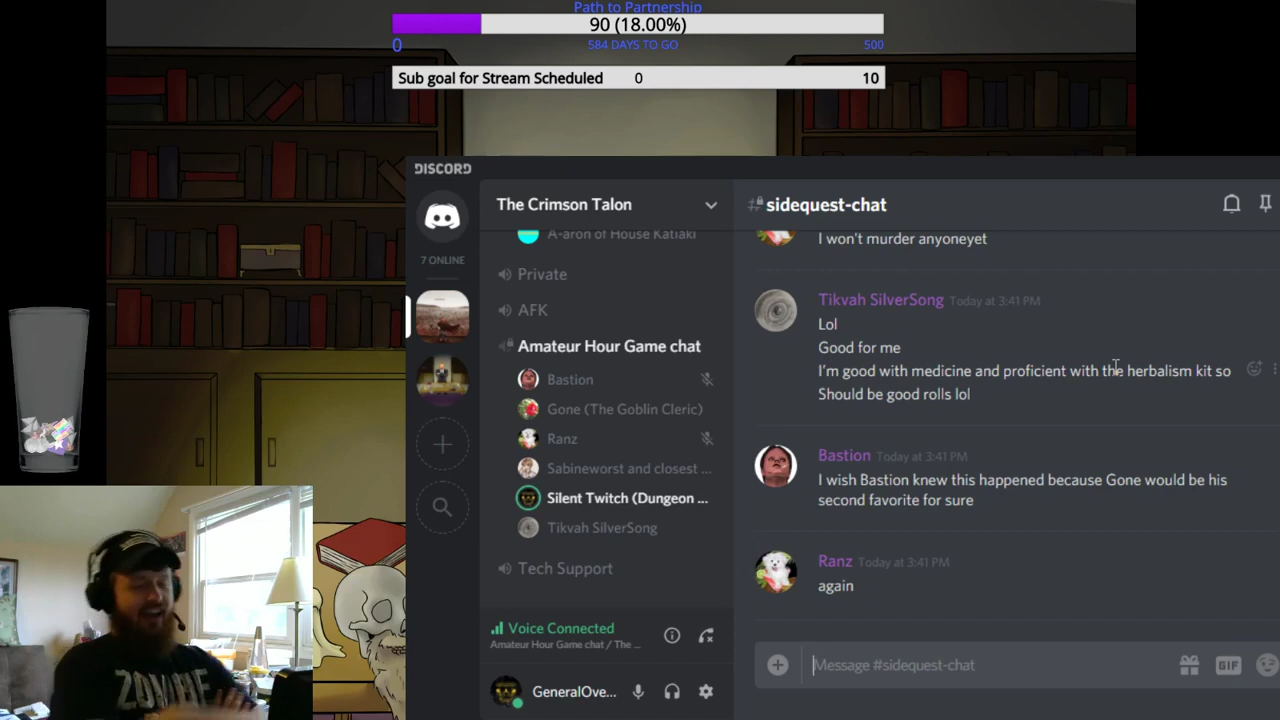 Path to Partnership
90 (18.00%)
0
584 DAYS TO GO
500
Sub goal for Stream Scheduled 0 10
DISCORD
7 ONLINE
The Crimson Talon
A-aron of House Katiaki
Private
AFK
Amateur Hour Game chat
Bastion
Gone (The Goblin Cleric)
Ranz
Sabineworst and closest ...
Silent Twitch (Dungeon ...
Tikvah SilverSong
Tech Support
Voice Connected
Amateur Hour Game chat / The ...
GeneralOve...
sidequest-chat
I won't murder anyoneyet
Tikvah SilverSong Today at 3:41 PM
Lol
Good for me
I'm good with medicine and proficient with the herbalism kit so
Should be good rolls lol
Bastion Today at 3:41 PM
I wish Bastion knew this happened because Gone would be his
second favorite for sure
Ranz Today at 3:41 PM
again
Message #sidequest-chat
GIF
ZOMBIE